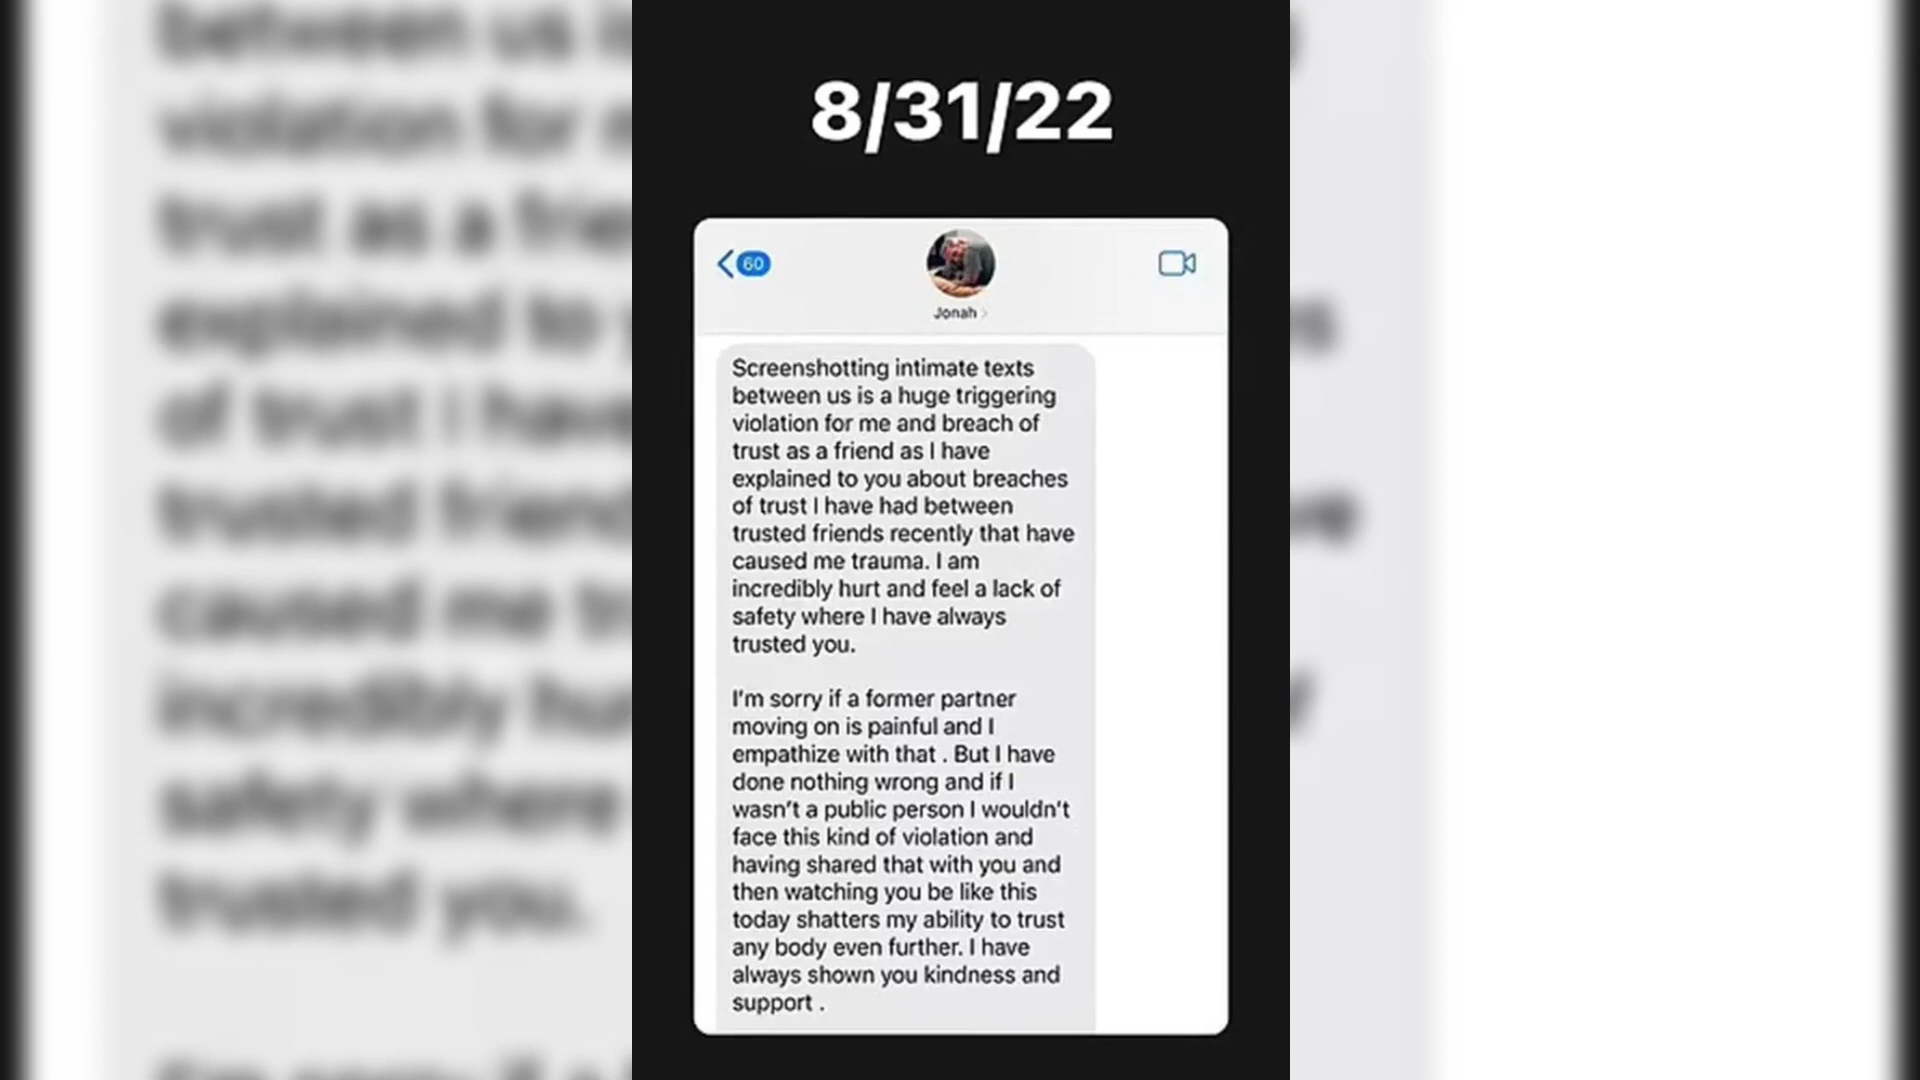 8/31/22
60
Jonah
Screenshotting intimate texts
between us is a huge triggering
violation for me and breach of
trust as a friend as I have
explained to you about breaches
of trust I have had between
trusted friends recently that have
caused me trauma. I am
incredibly hurt and feel a lack of
safety where I have always
trusted you.
I'm sorry if a former partner
moving on is painful and I
empathize with that . But I have
done nothing wrong and if I
wasn't a public person I wouldn't
face this kind of violation and
having shared that with you and
then watching you be like this
today shatters my ability to trust
any body even further. I have
always shown you kindness and
support .